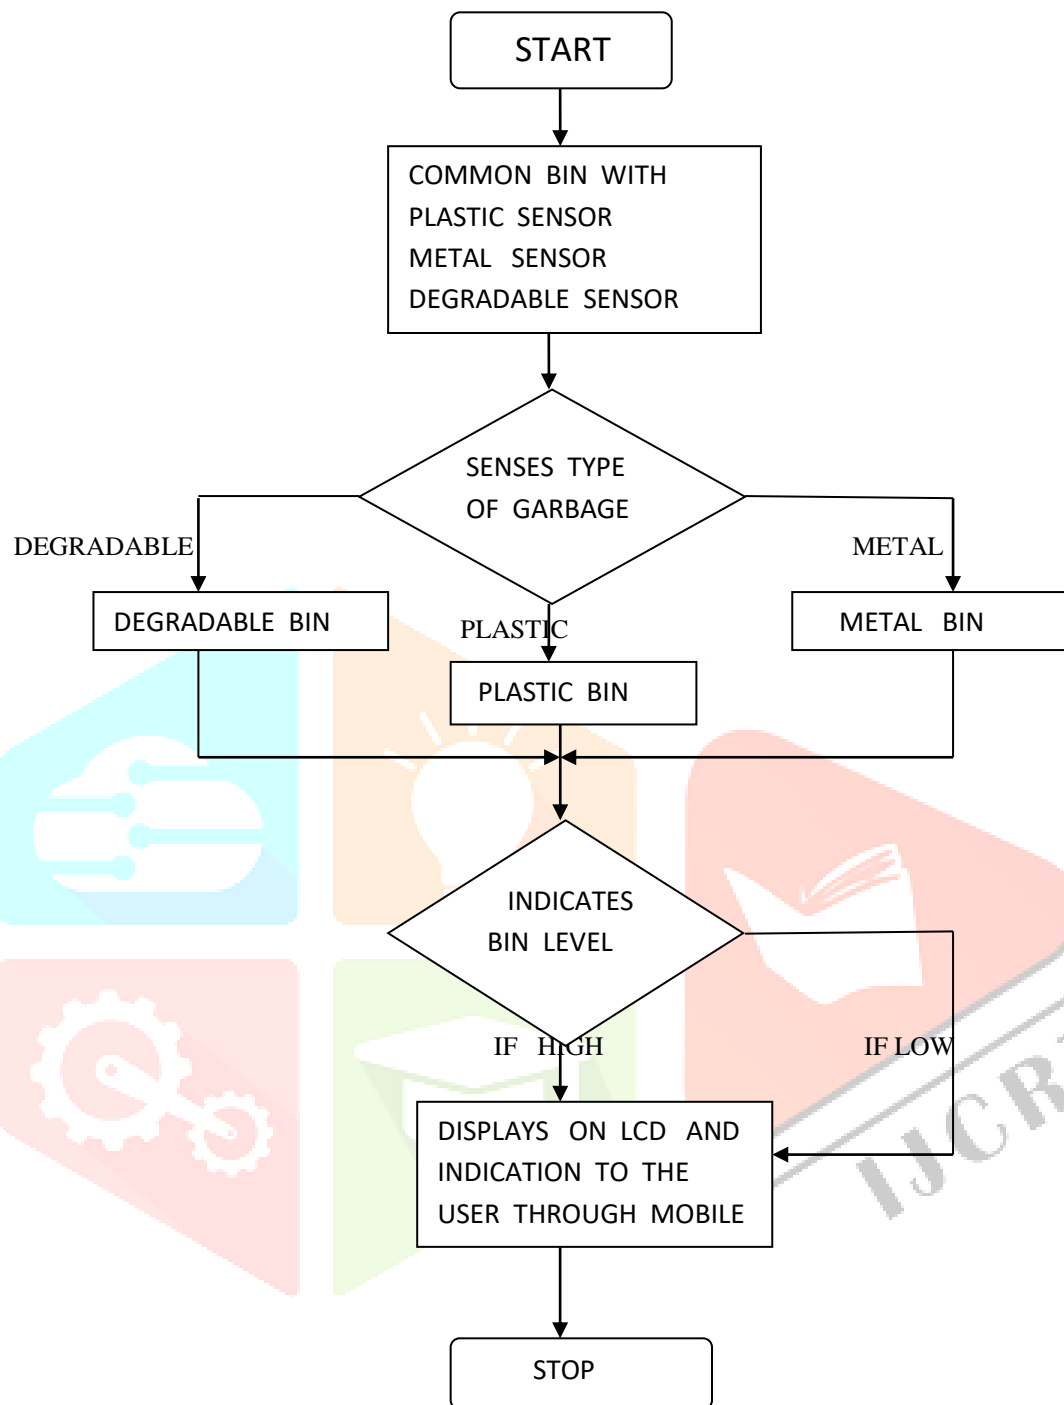 START
COMMON BIN WITH
PLASTIC SENSOR
METAL SENSOR
DEGRADABLE SENSOR
SENSES TYPE
OF GARBAGE
DEGRADABLE
METAL
DEGRADABLE BIN
PLASTIC
METAL BIN
PLASTIC BIN
INDICATES
BIN LEVEL
IF HIGH
IF LOW
DISPLAYS ON LCD AND
INDICATION TO THE
USER THROUGH MOBILE
IJCR
STOP